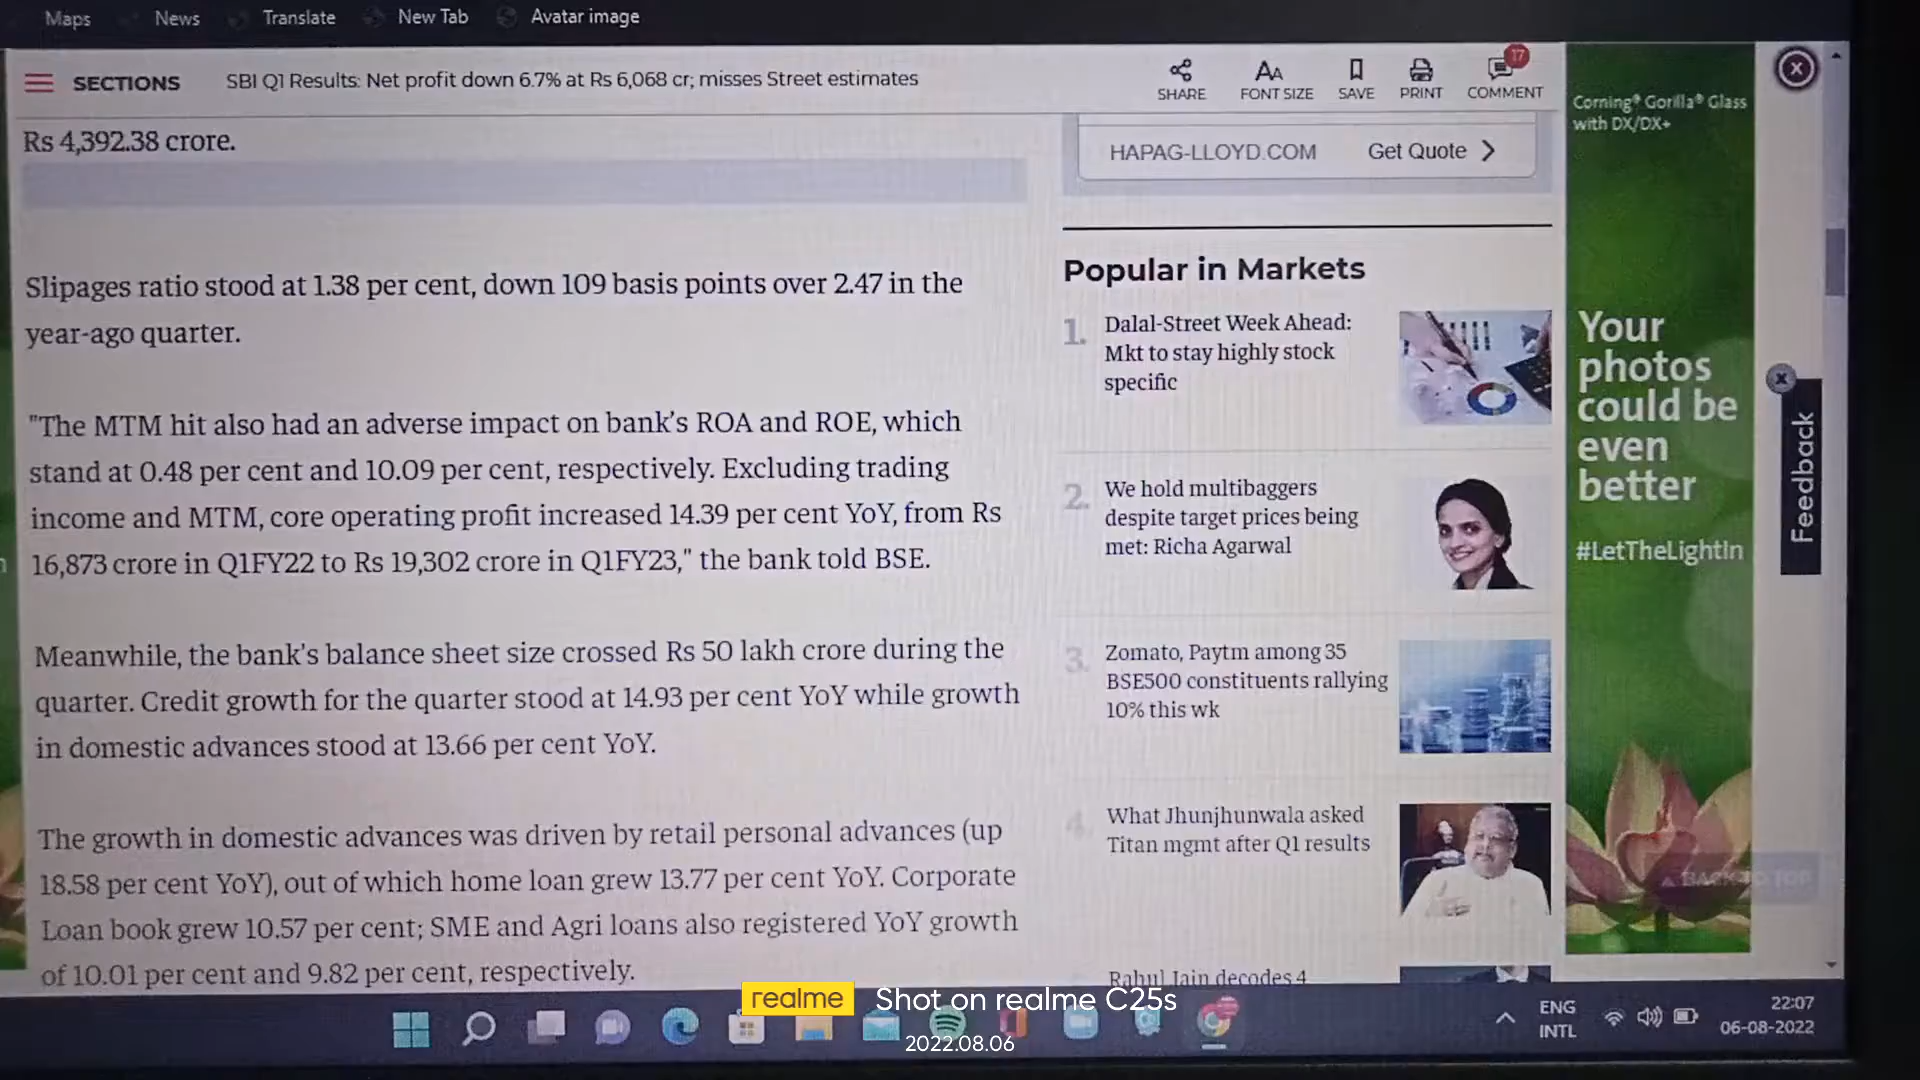 Maps News Translate New Tab Avatar image
SECTIONS SBI Q1 Results: Net profit down 6.7% at Rs 6,068 cr; misses Street estimates
SHARE FONT SIZE SAVE PRINT COMMENT
17
Rs 4,392.38 crore.
Slipages ratio stood at 1.38 per cent, down 109 basis points over 2.47 in the
year-ago quarter.
"The MTM hit also had an adverse impact on bank's ROA and ROE, which
stand at 0.48 per cent and 10.09 per cent, respectively. Excluding trading
income and MTM, core operating profit increased 14.39 per cent YoY, from Rs
16,873 crore in Q1FY22 to Rs 19,302 crore in Q1FY23," the bank told BSE.
Meanwhile, the bank's balance sheet size crossed Rs 50 lakh crore during the
quarter. Credit growth for the quarter stood at 14.93 per cent YoY while growth
in domestic advances stood at 13.66 per cent YoY.
The growth in domestic advances was driven by retail personal advances (up
18.58 per cent YoY), out of which home loan grew 13.77 per cent YoY. Corporate
Loan book grew 10.57 per cent; SME and Agri loans also registered YoY growth
of 10.01 per cent and 9.82 per cent, respectively.
HAPAG-LLOYD.COM Get Quote
Popular in Markets
1. Dalal-Street Week Ahead:
Mkt to stay highly stock
specific
2. We hold multibaggers
despite target prices being
met: Richa Agarwal
3. Zomato, Paytm among 35
BSE500 constituents rallying
10% this wk
4. What Jhunjhunwala asked
Titan mgmt after Q1 results
Rahul Jain decodes 4
Corning® Gorilla® Glass
with DX/DX+
Your
photos
could be
even
better
#LetTheLightIn
Feedback
BACK TO TOP
realme Shot on realme C25s
2022.08.06
ENG
INTL
22:07
06-08-2022